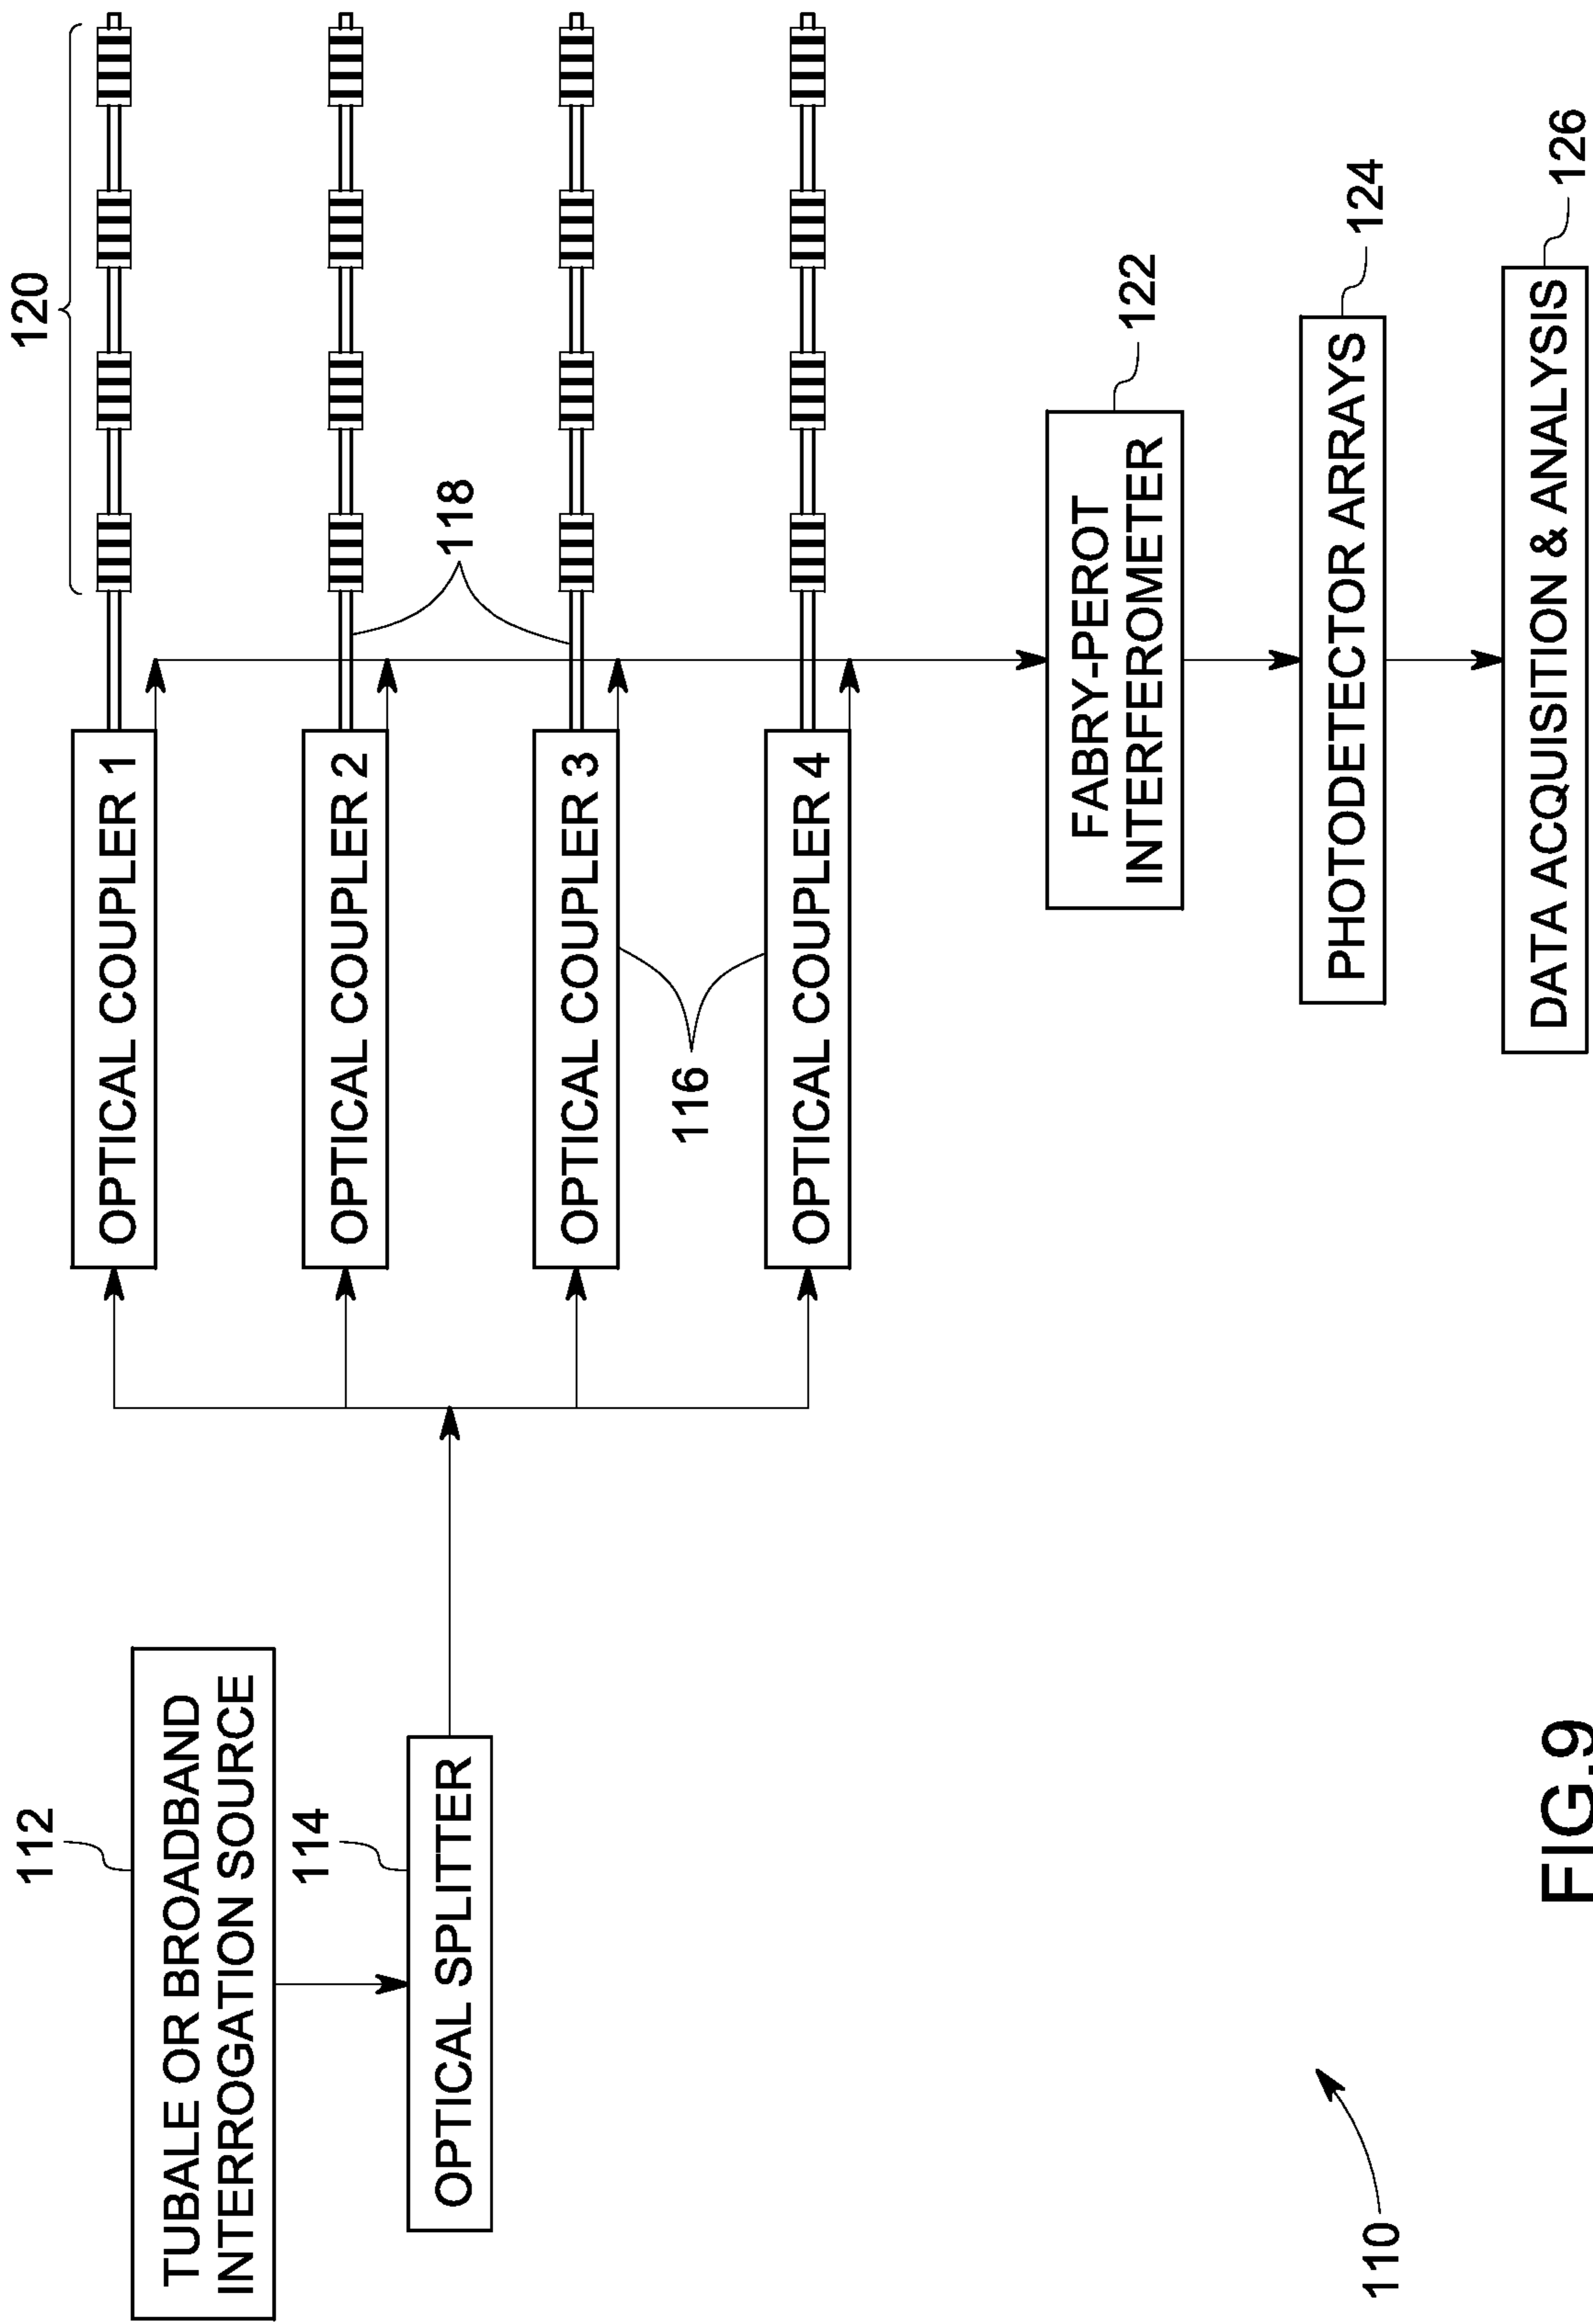 112
TUBALE OR BROADBAND
INTERROGATION SOURCE
114
OPTICAL SPLITTER
120
OPTICAL COUPLER 1
OPTICAL COUPLER 2
118
OPTICAL COUPLER 3
116
OPTICAL COUPLER 4
FABRY-PEROT
INTERFEROMETER
122
PHOTODETECTOR ARRAYS
124
DATA ACQUISITION & ANALYSIS
126
110
FIG.9